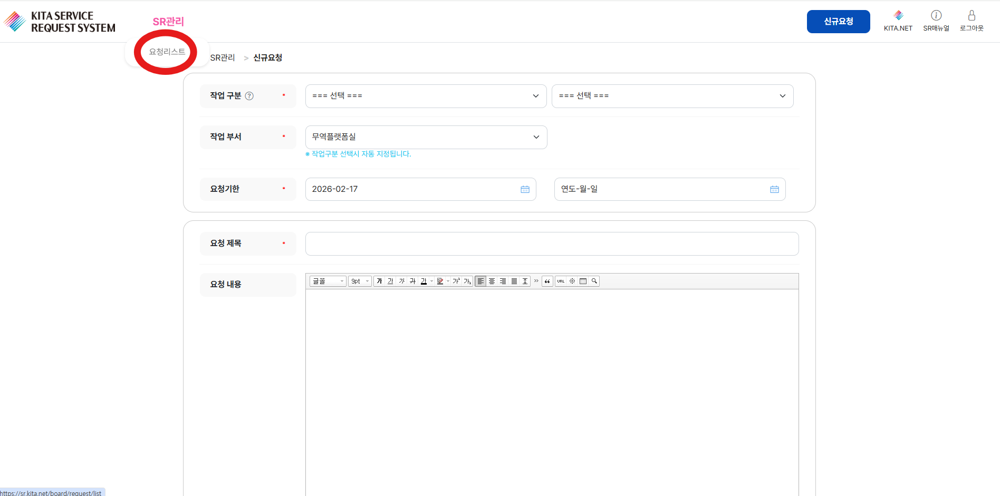 KITA SERVICE
REQUEST SYSTEM
SR관리
신규요청
KITA.NET
SR매뉴얼
로그아웃
요청리스트
SR관리 > 신규요청
작업 구분 ? *
=== 선택 ===
=== 선택 ===
작업 부서 *
무역플랫폼실
※ 작업구분 선택시 자동 지정됩니다.
요청기한 *
2026-02-17
연도-월-일
요청 제목 *
요청 내용
글꼴
9pt
가 가 가 가 가 가 가¹ 가₁
URL ※
https://sr.kita.net/board/request/list